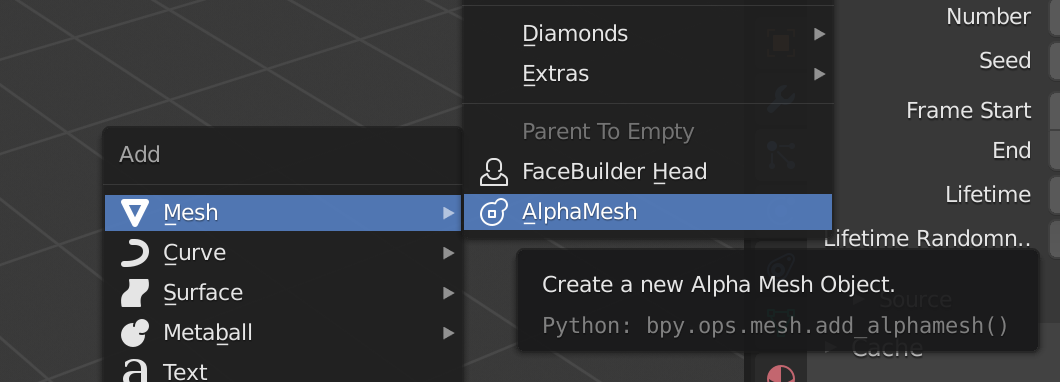 Diamonds
Extras
Parent To Empty
FaceBuilder Head
AlphaMesh
Add
Mesh
Curve
Surface
Metaball
Text
Create a new Alpha Mesh Object.
Python: bpy.ops.mesh.add_alphamesh()
Number
Seed
Frame Start
End
Lifetime
Lifetime Randomn..
Source
Cache